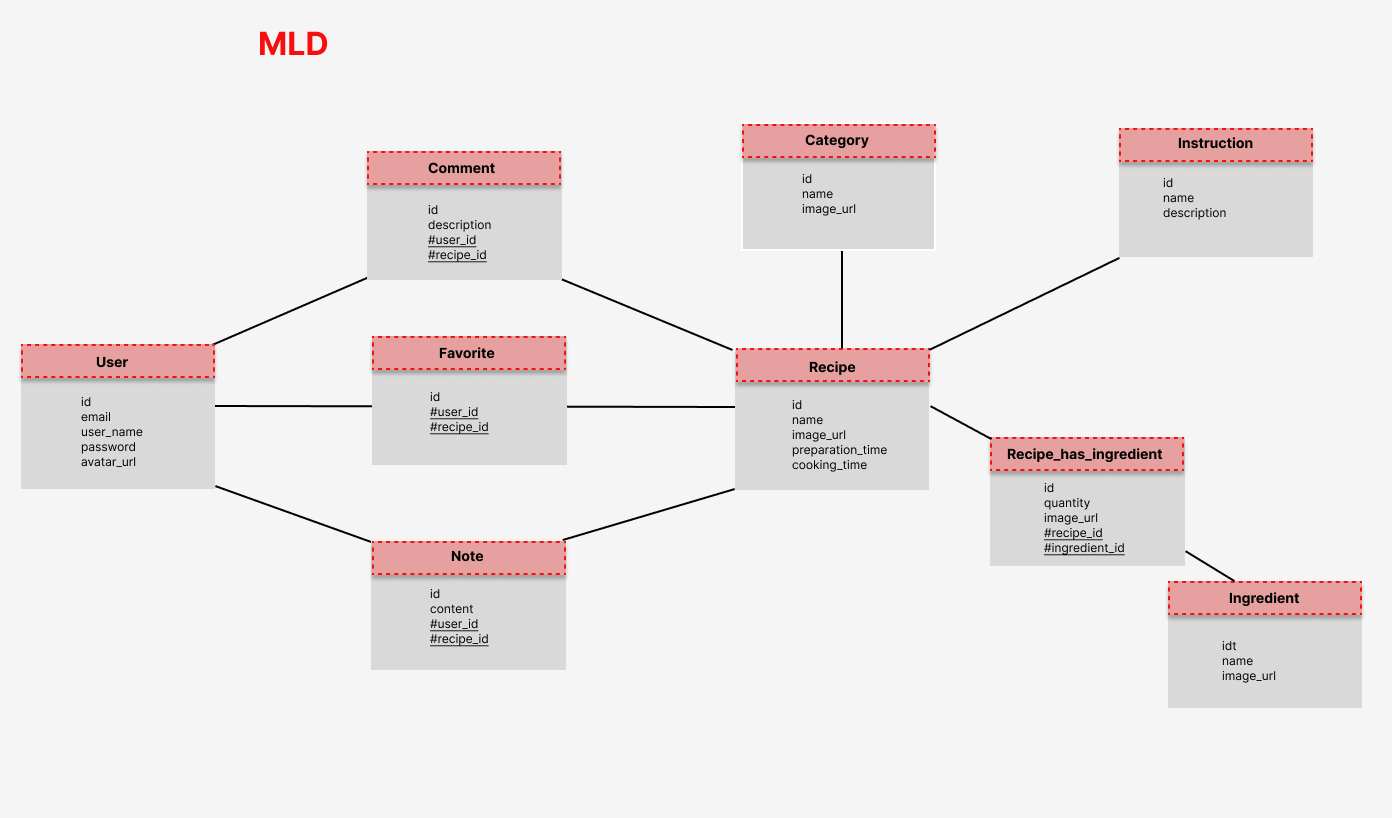 MLD
Comment
id
description
#user_id
#recipe_id
Category
id
name
image_url
Instruction
id
name
description
User
id
email
user_name
password
avatar_url
Favorite
id
#user_id
#recipe_id
Recipe
id
name
image_url
preparation_time
cooking_time
Recipe_has_ingredient
id
quantity
image_url
#recipe_id
#ingredient_id
Note
id
content
#user_id
#recipe_id
Ingredient
idt
name
image_url